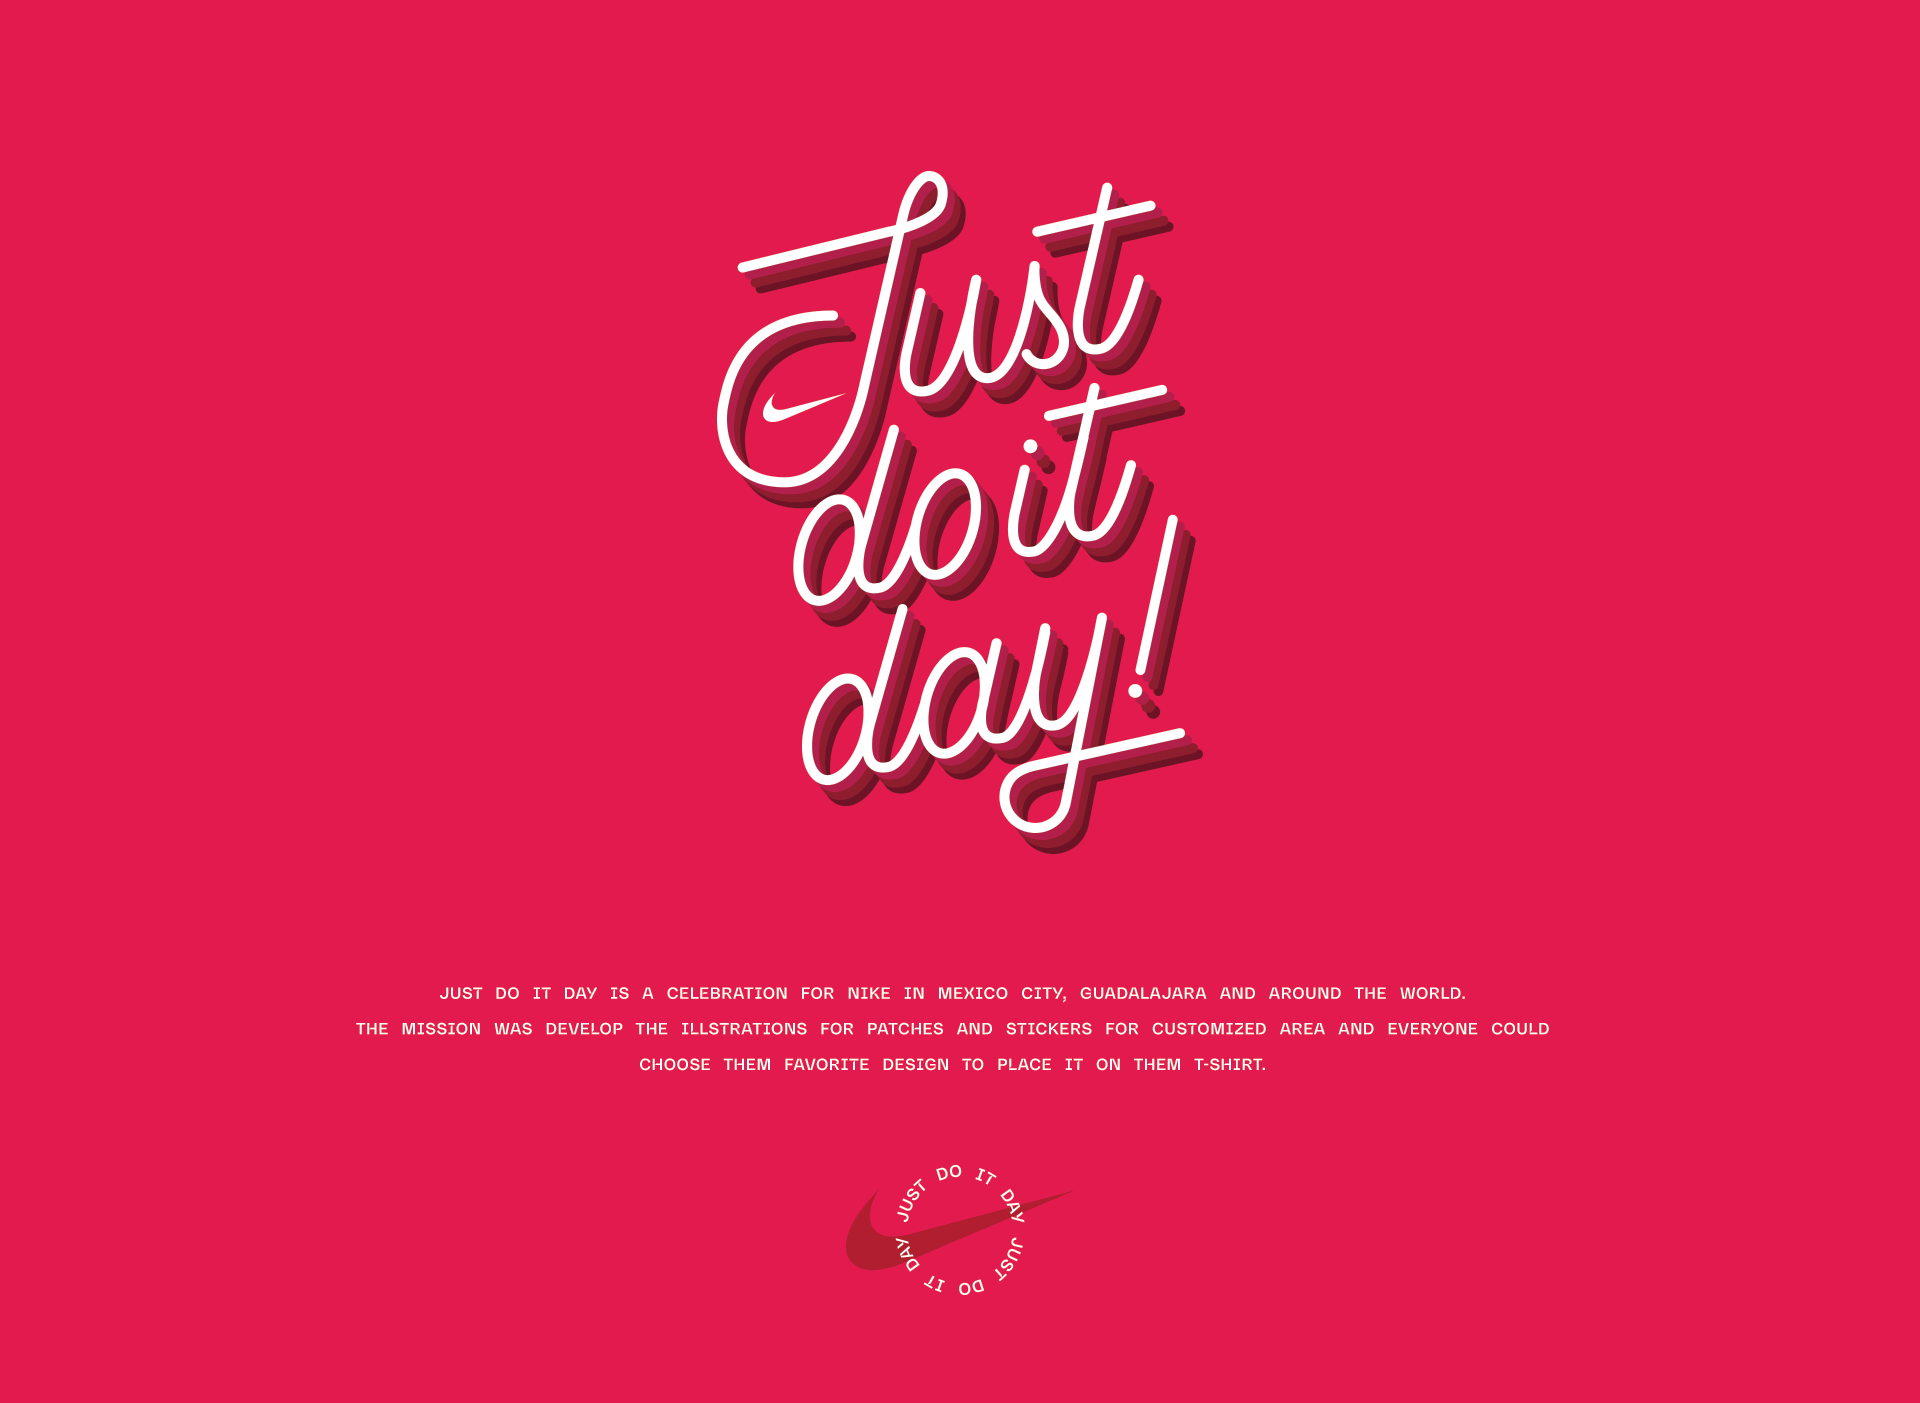 Just
do it
day!
JUST DO IT DAY IS A CELEBRATION FOR NIKE IN MEXICO CITY, GUADALAJARA AND AROUND THE WORLD.
THE MISSION WAS DEVELOP THE ILLSTRATIONS FOR PATCHES AND STICKERS FOR CUSTOMIZED AREA AND EVERYONE COULD
CHOOSE THEM FAVORITE DESIGN TO PLACE IT ON THEM T-SHIRT.
JUST DO IT DAY JUST DO IT DAY